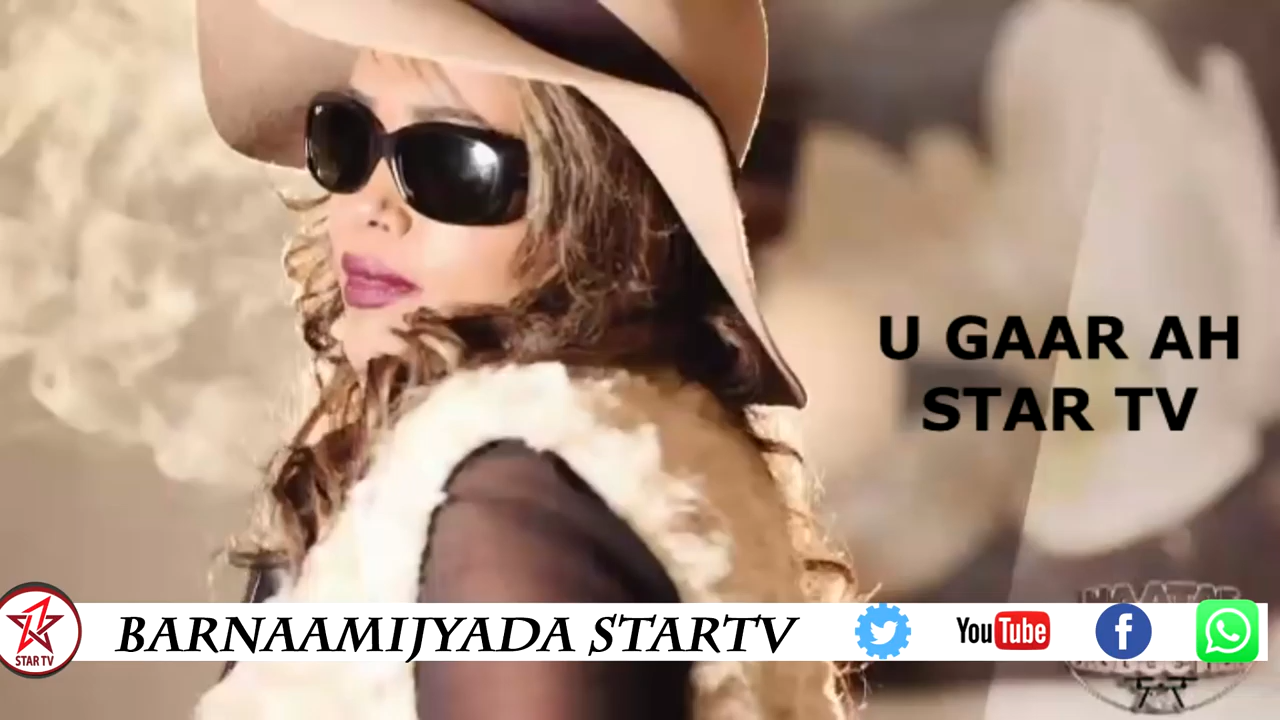 U GAAR AH
STAR TV
STAR TV
BARNAAMIJYADA STARTV
YouTube